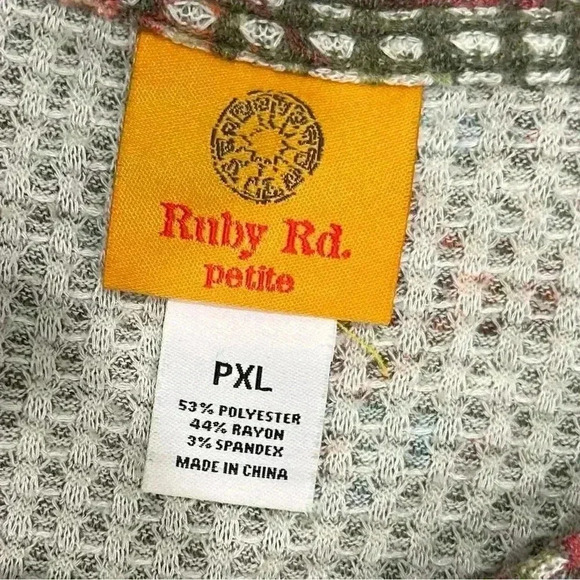 Ruby Rd.
petite
PXL
53% POLYESTER
44% RAYON
3% SPANDEX
MADE IN CHINA